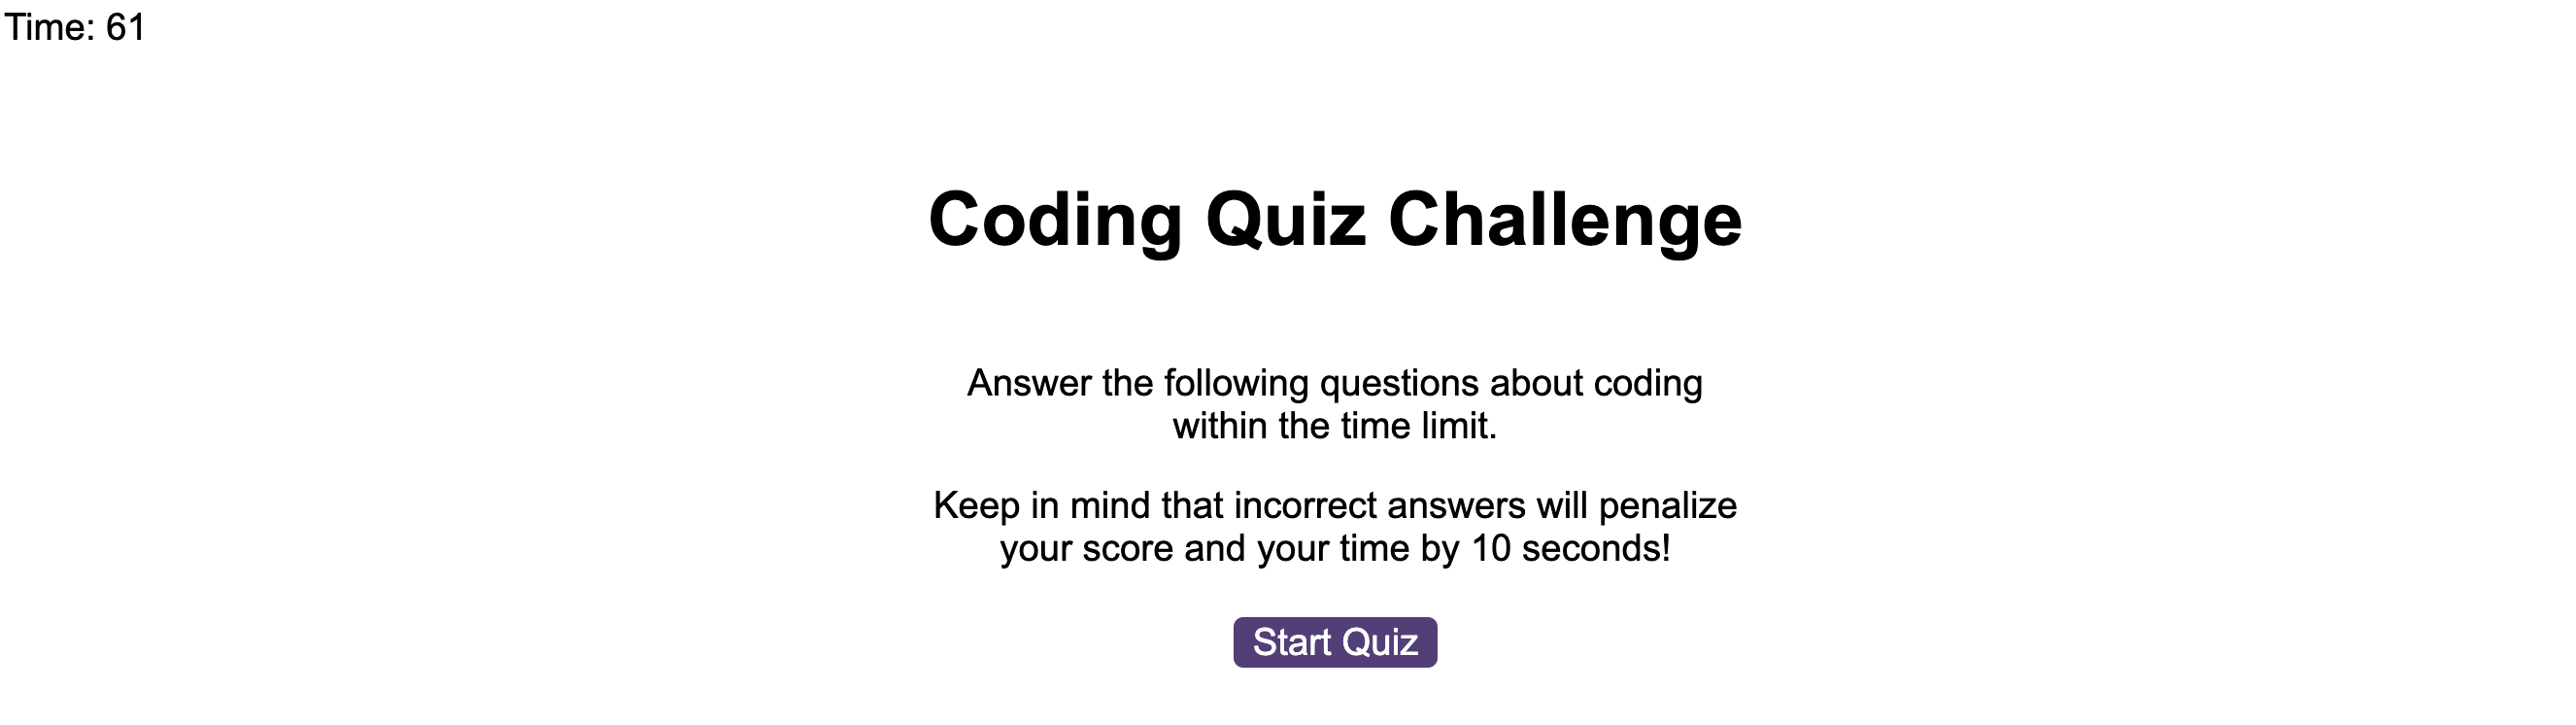 Time: 61
Coding Quiz Challenge
Answer the following questions about coding
within the time limit.
Keep in mind that incorrect answers will penalize
your score and your time by 10 seconds!
Start Quiz